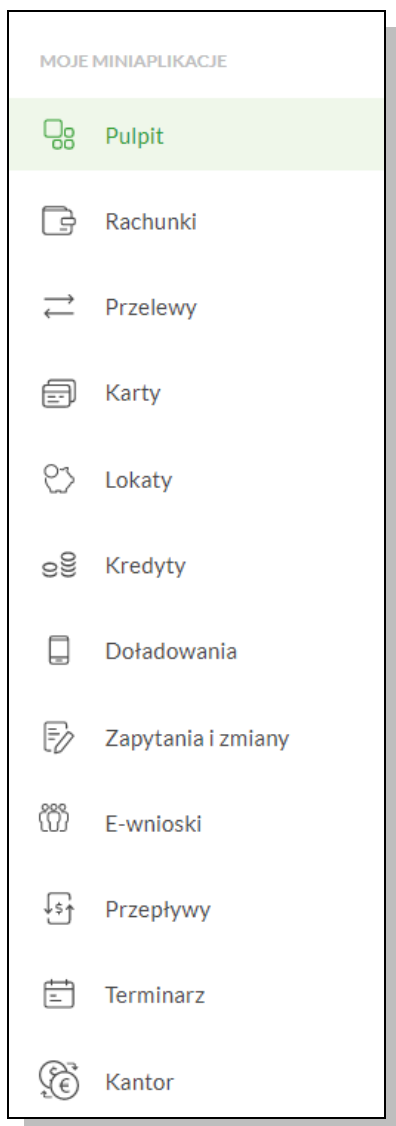 MOJE MINIAPLIKACJE
Pulpit
Rachunki
Przelewy
Karty
Lokaty
Kredyty
Doładowania
Zapytania i zmiany
E-wnioski
Przepływy
Terminarz
Kantor